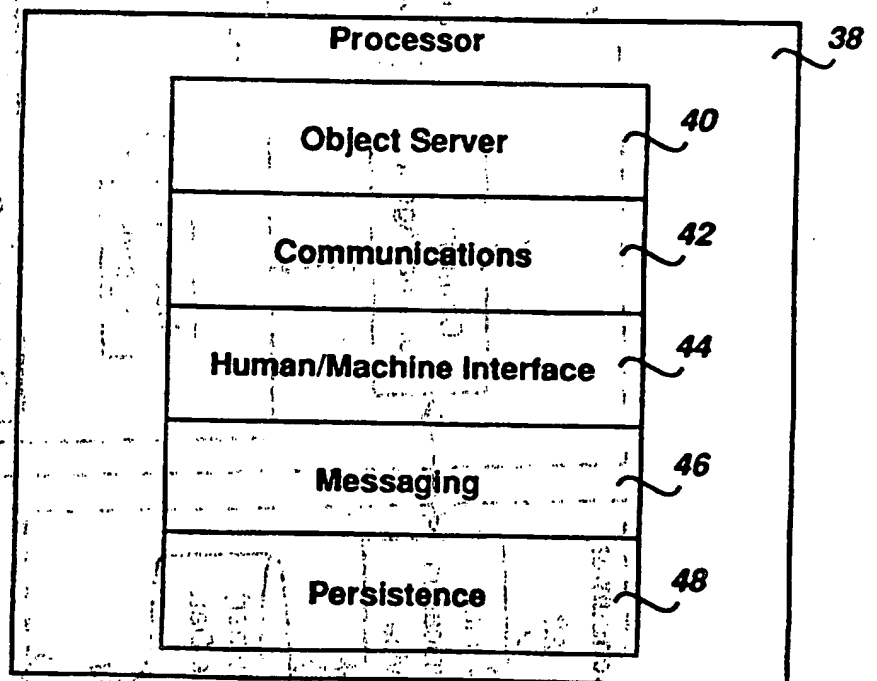 Processor 38
Object Server 40
Communications 42
Human/Machine Interface 44
Messaging 46
Persistence 48